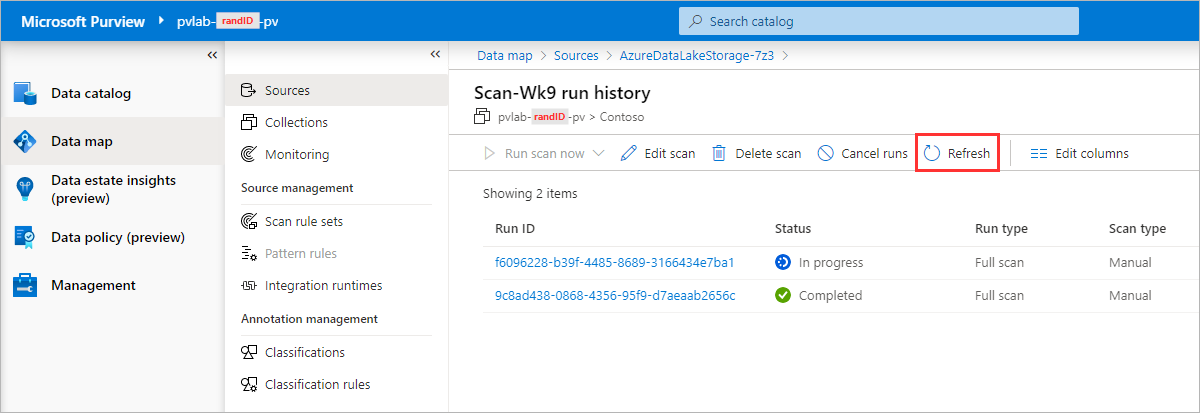 Microsoft Purview pvlab-randID-pv Search catalog
Data catalog
Data map
Data estate insights
(preview)
Data policy (preview)
Management
Sources
Collections
Monitoring
Source management
Scan rule sets
Pattern rules
Integration runtimes
Annotation management
Classifications
Classification rules
Data map Sources AzureDataLakeStorage-7z3
Scan-Wk9 run history
pvlab-randID-pv > Contoso
Run scan now Edit scan Delete scan Cancel runs Refresh Edit columns
Showing 2 items
Run ID Status Run type Scan type
f6096228-b39f-4485-8689-3166434e7ba1 In progress Full scan Manual
9c8ad438-0868-4356-95f9-d7aeaab2656c Completed Full scan Manual